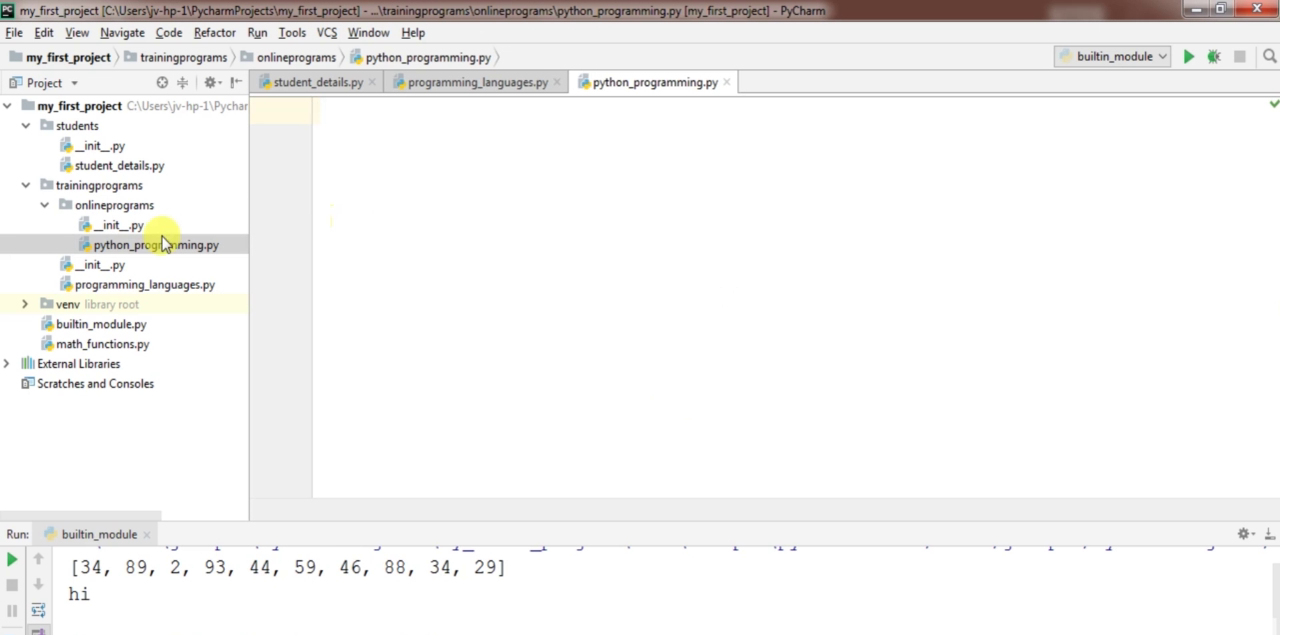 my_first_project [C:\Users\jv-hp-1\PycharmProjects\my_first_project] - ...\trainingprograms\onlineprograms\python_programming.py [my_first_project] - PyCharm
File Edit View Navigate Code Refactor Run Tools VCS Window Help
my_first_project trainingprograms onlineprograms python_programming.py builtin_module
Project student_details.py programming_languages.py python_programming.py
my_first_project C:\Users\jv-hp-1\Pychar
students
__init__.py
student_details.py
trainingprograms
onlineprograms
__init__.py
python_programming.py
__init__.py
programming_languages.py
venv library root
builtin_module.py
math_functions.py
External Libraries
Scratches and Consoles
Run: builtin_module
[34, 89, 2, 93, 44, 59, 46, 88, 34, 29]
hi